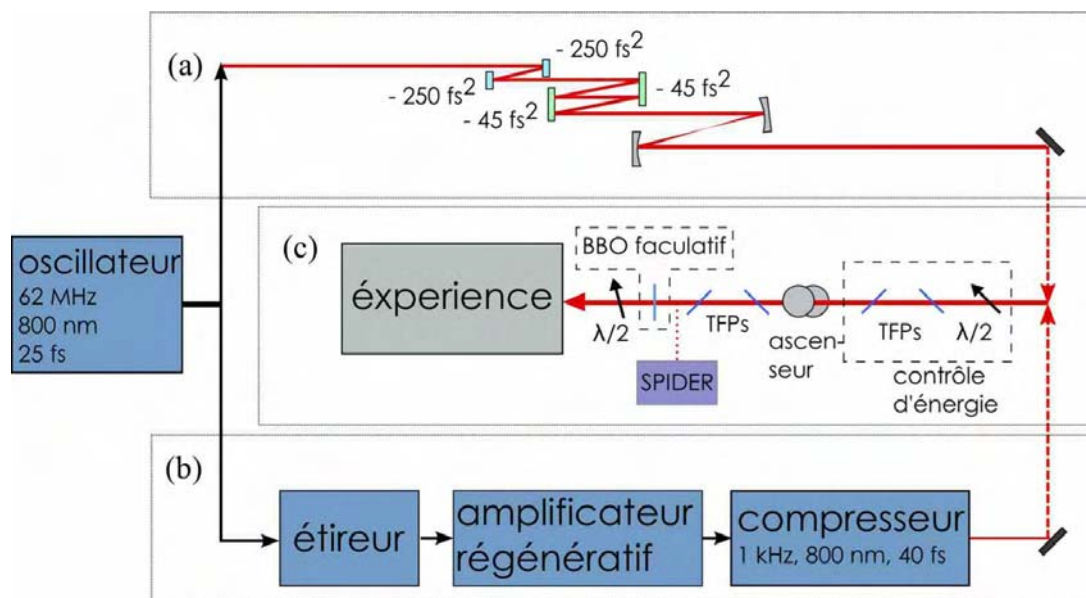 (a)
- 250 fs²
- 250 fs²
- 45 fs²
- 45 fs²
(c)
oscillateur
62 MHz
800 nm
25 fs
BBO faculatif
éxperience
λ/2
TFPs
SPIDER
ascen-
seur
TFPs
λ/2
contrôle
d'énergie
(b)
étireur
amplificateur
régénératif
compresseur
1 kHz, 800 nm, 40 fs